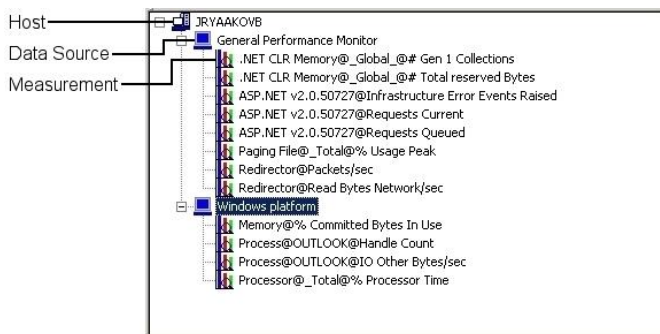 Host
JRYAAKOVB
Data Source
General Performance Monitor
Measurement
.NET CLR Memory@_Global_@# Gen 1 Collections
.NET CLR Memory@_Global_@# Total reserved Bytes
ASP.NET v2.0.50727@Infrastructure Error Events Raised
ASP.NET v2.0.50727@Requests Current
ASP.NET v2.0.50727@Requests Queued
Paging File@_Total@% Usage Peak
Redirector@Packets/sec
Redirector@Read Bytes Network/sec
Windows platform
Memory@% Committed Bytes In Use
Process@OUTLOOK@Handle Count
Process@OUTLOOK@IO Other Bytes/sec
Processor@_Total@% Processor Time